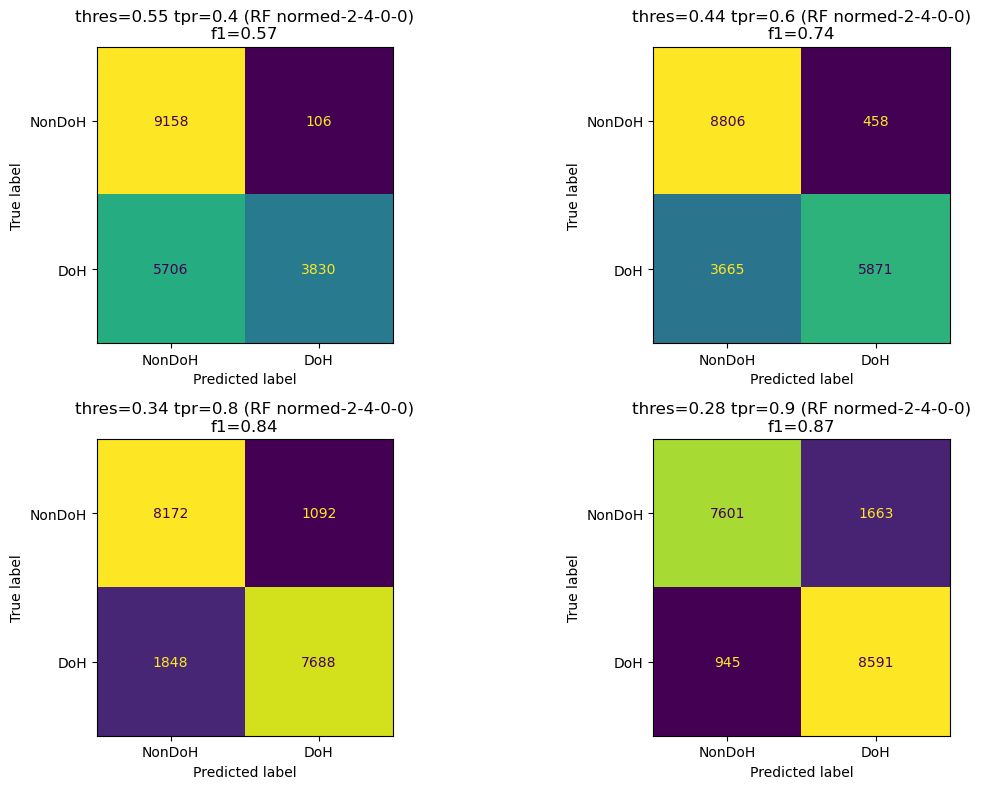 thres=0.55 tpr=0.4 (RF normed-2-4-0-0)
f1=0.57
True label
NonDoH
9158
106
DoH
5706
3830
NonDoH
DoH
Predicted label
thres=0.44 tpr=0.6 (RF normed-2-4-0-0)
f1=0.74
True label
NonDoH
8806
458
DoH
3665
5871
NonDoH
DoH
Predicted label
thres=0.34 tpr=0.8 (RF normed-2-4-0-0)
f1=0.84
True label
NonDoH
8172
1092
DoH
1848
7688
NonDoH
DoH
Predicted label
thres=0.28 tpr=0.9 (RF normed-2-4-0-0)
f1=0.87
True label
NonDoH
7601
1663
DoH
945
8591
NonDoH
DoH
Predicted label